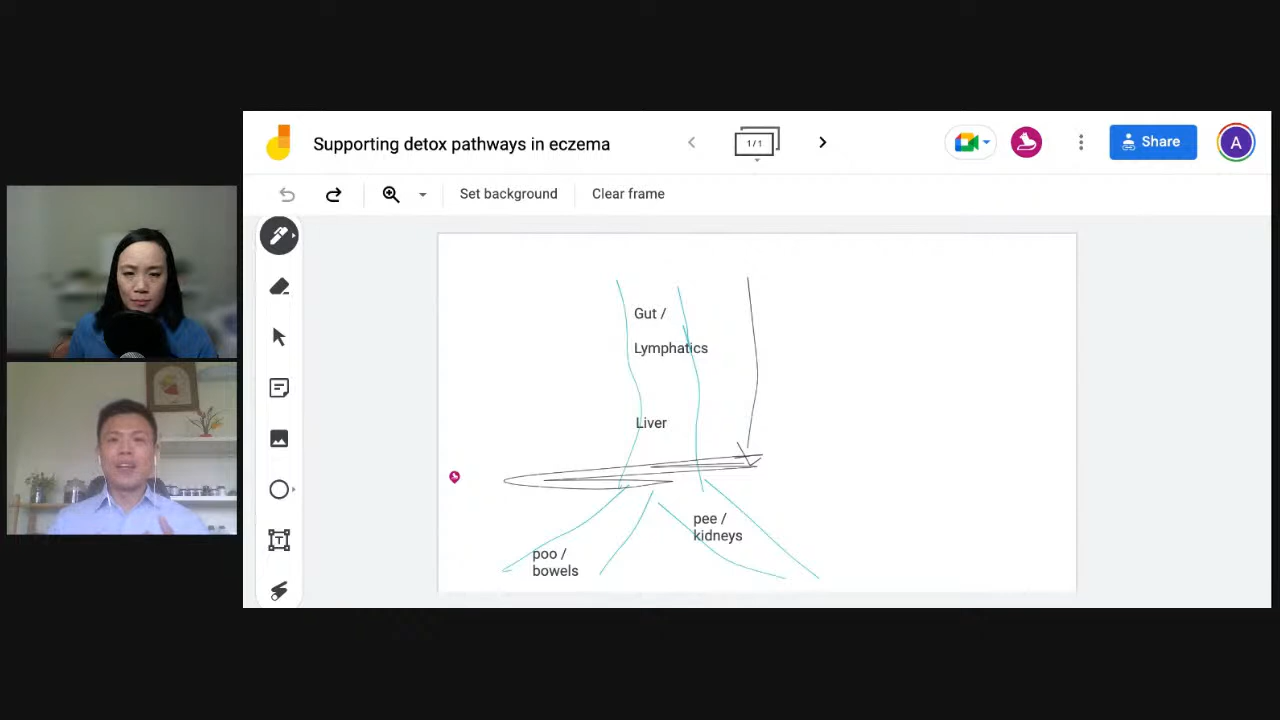 Supporting detox pathways in eczema
1/1
Share
A
Set background
Clear frame
Gut /
Lymphatics
Liver
pee /
kidneys
poo /
bowels
T